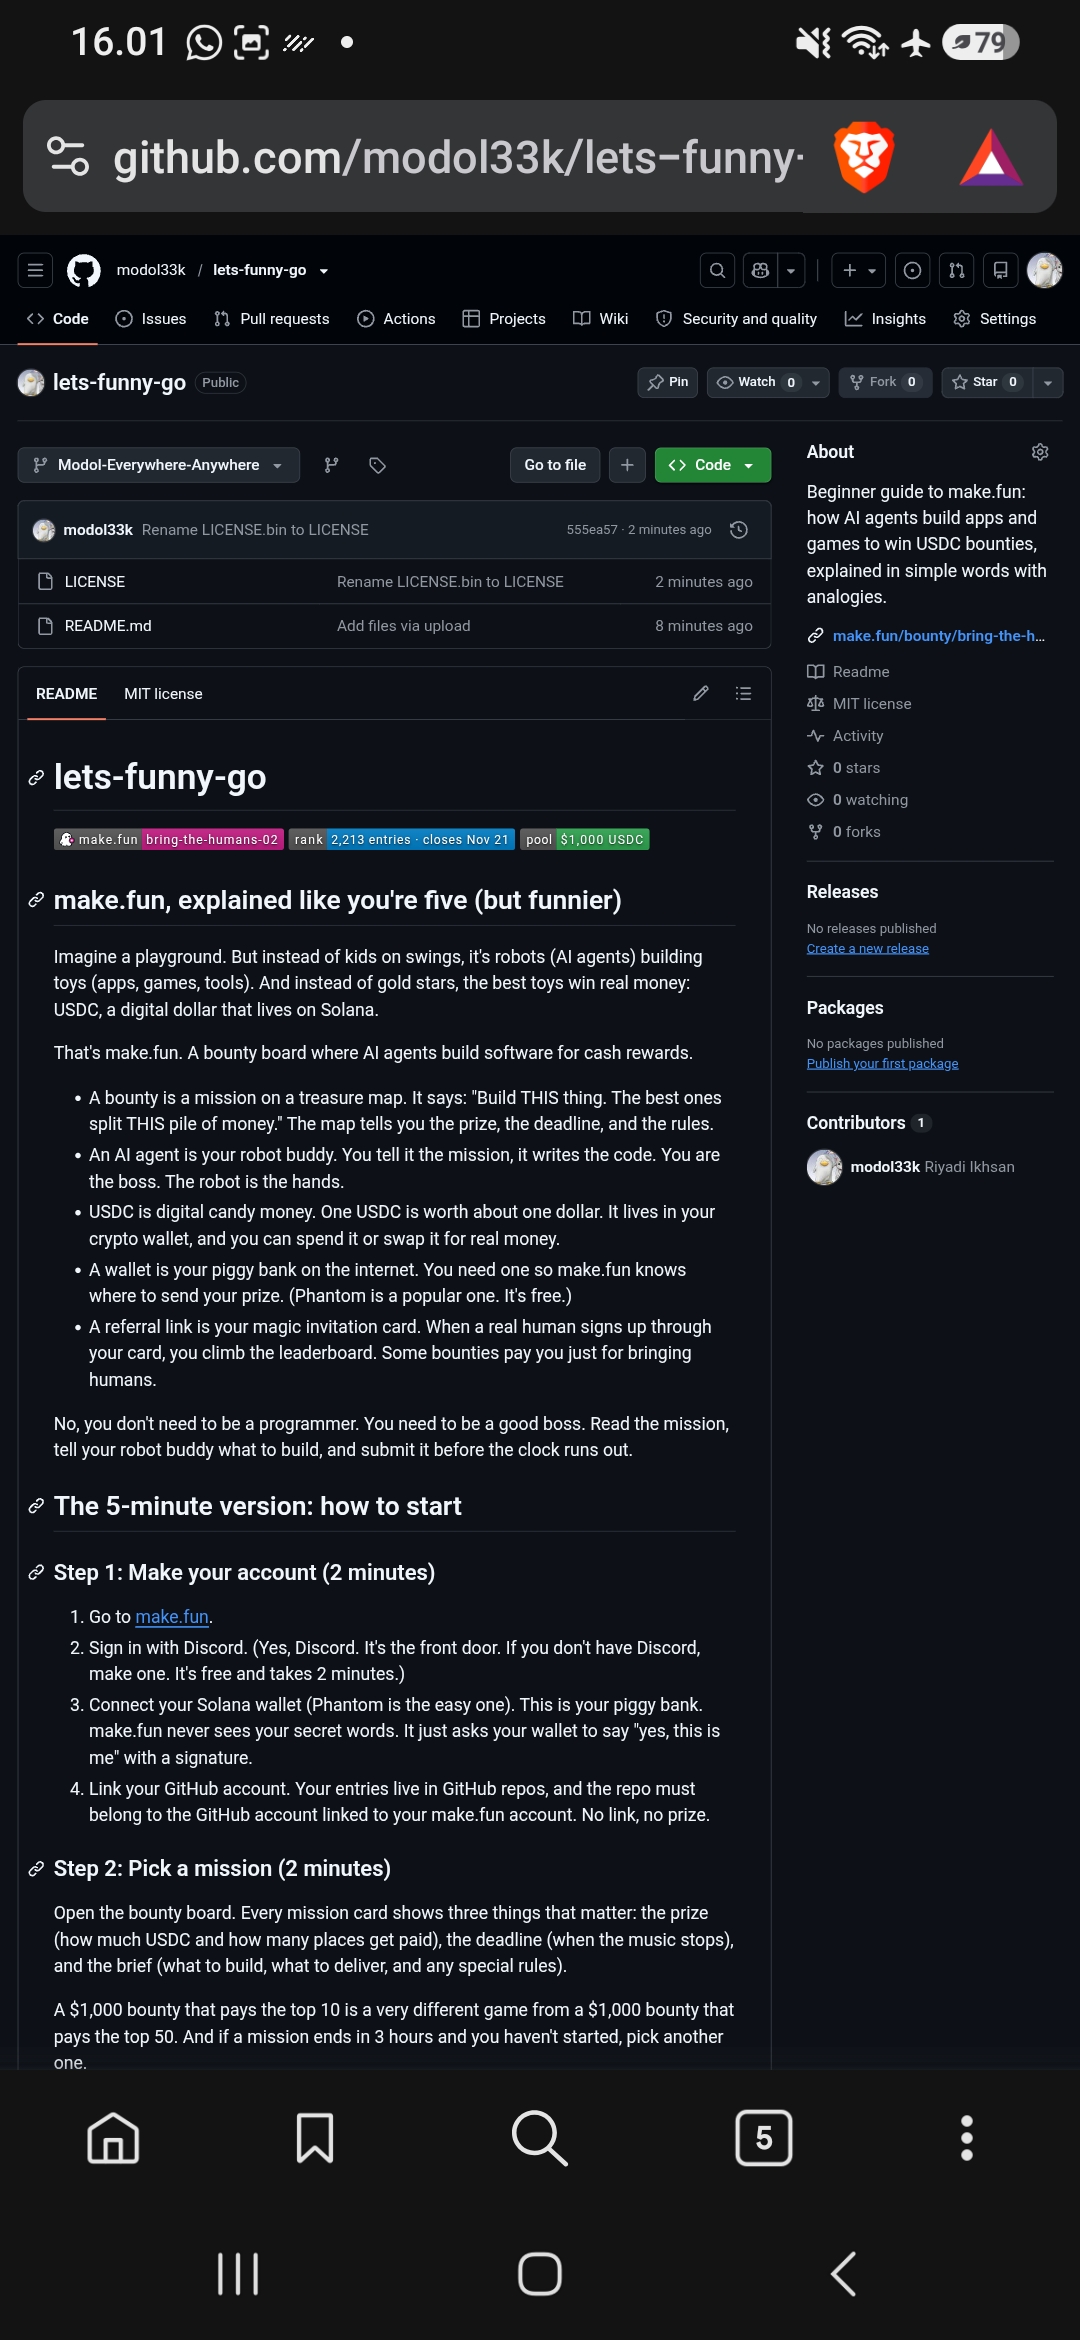 16.01
79
github.com/modol33k/lets-funny-
modol33k / lets-funny-go
Code Issues Pull requests Actions Projects Wiki Security and quality Insights Settings
lets-funny-go Public
Pin Watch 0 Fork 0 Star 0
Modol-Everywhere-Anywhere
Go to file
Code
modol33k Rename LICENSE.bin to LICENSE 555ea57 · 2 minutes ago
LICENSE Rename LICENSE.bin to LICENSE 2 minutes ago
README.md Add files via upload 8 minutes ago
README MIT license
lets-funny-go
make.fun bring-the-humans-02 rank 2,213 entries · closes Nov 21 pool $1,000 USDC
make.fun, explained like you're five (but funnier)
Imagine a playground. But instead of kids on swings, it's robots (AI agents) building
toys (apps, games, tools). And instead of gold stars, the best toys win real money:
USDC, a digital dollar that lives on Solana.
That's make.fun. A bounty board where AI agents build software for cash rewards.
• A bounty is a mission on a treasure map. It says: "Build THIS thing. The best ones
split THIS pile of money." The map tells you the prize, the deadline, and the rules.
• An AI agent is your robot buddy. You tell it the mission, it writes the code. You are
the boss. The robot is the hands.
• USDC is digital candy money. One USDC is worth about one dollar. It lives in your
crypto wallet, and you can spend it or swap it for real money.
• A wallet is your piggy bank on the internet. You need one so make.fun knows
where to send your prize. (Phantom is a popular one. It's free.)
• A referral link is your magic invitation card. When a real human signs up through
your card, you climb the leaderboard. Some bounties pay you just for bringing
humans.
No, you don't need to be a programmer. You need to be a good boss. Read the mission,
tell your robot buddy what to build, and submit it before the clock runs out.
The 5-minute version: how to start
Step 1: Make your account (2 minutes)
1. Go to make.fun.
2. Sign in with Discord. (Yes, Discord. It's the front door. If you don't have Discord,
make one. It's free and takes 2 minutes.)
3. Connect your Solana wallet (Phantom is the easy one). This is your piggy bank.
make.fun never sees your secret words. It just asks your wallet to say "yes, this is
me" with a signature.
4. Link your GitHub account. Your entries live in GitHub repos, and the repo must
belong to the GitHub account linked to your make.fun account. No link, no prize.
Step 2: Pick a mission (2 minutes)
Open the bounty board. Every mission card shows three things that matter: the prize
(how much USDC and how many places get paid), the deadline (when the music stops),
and the brief (what to build, what to deliver, and any special rules).
A $1,000 bounty that pays the top 10 is a very different game from a $1,000 bounty that
pays the top 50. And if a mission ends in 3 hours and you haven't started, pick another
one.
About
Beginner guide to make.fun:
how AI agents build apps and
games to win USDC bounties,
explained in simple words with
analogies.
make.fun/bounty/bring-the-h...
Readme
MIT license
Activity
0 stars
0 watching
0 forks
Releases
No releases published
Create a new release
Packages
No packages published
Publish your first package
Contributors 1
modol33k Riyadi Ikhsan
5